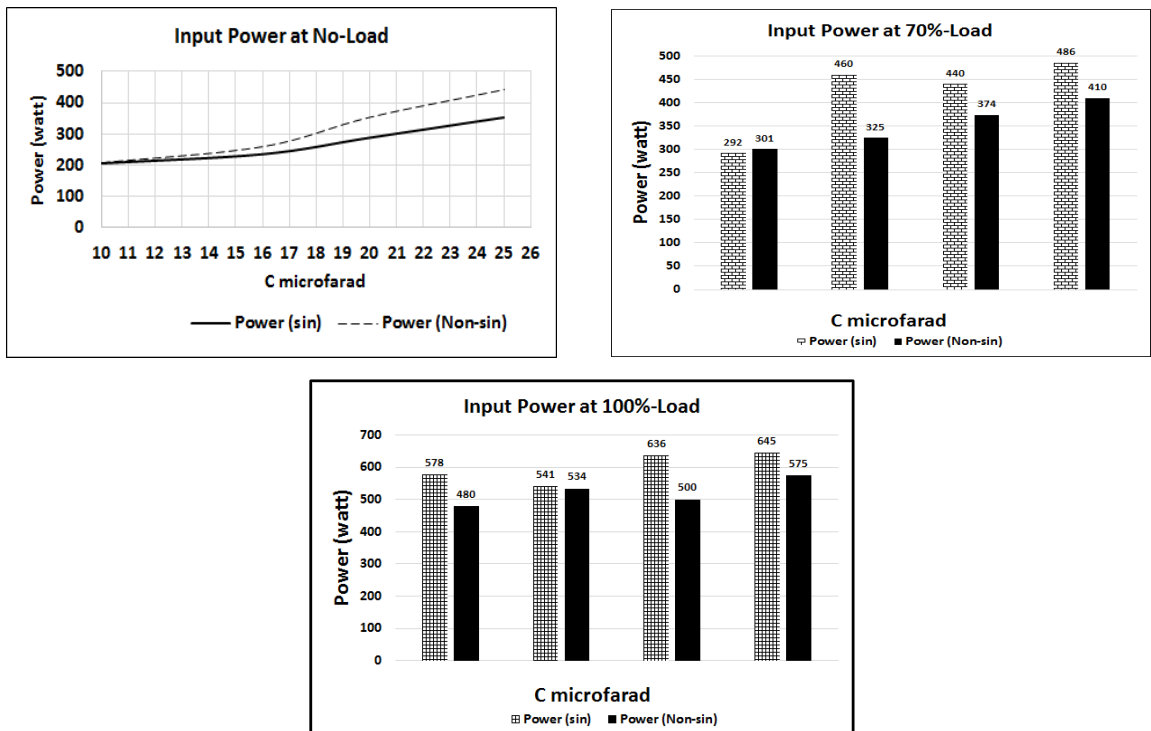 Input Power at No-Load
Power (watt)
500
400
300
200
100
0
10 11 12 13 14 15 16 17 18 19 20 21 22 23 24 25 26
C microfarad
Power (sin) Power (Non-sin)
Input Power at 70%-Load
Power (watt)
500
450
400
350
300
250
200
150
100
50
0
292 301 460 325 440 374 486 410
C microfarad
Power (sin) Power (Non-sin)
Input Power at 100%-Load
Power (watt)
700
600
500
400
300
200
100
0
578 480 541 534 636 500 645 575
C microfarad
Power (sin) Power (Non-sin)